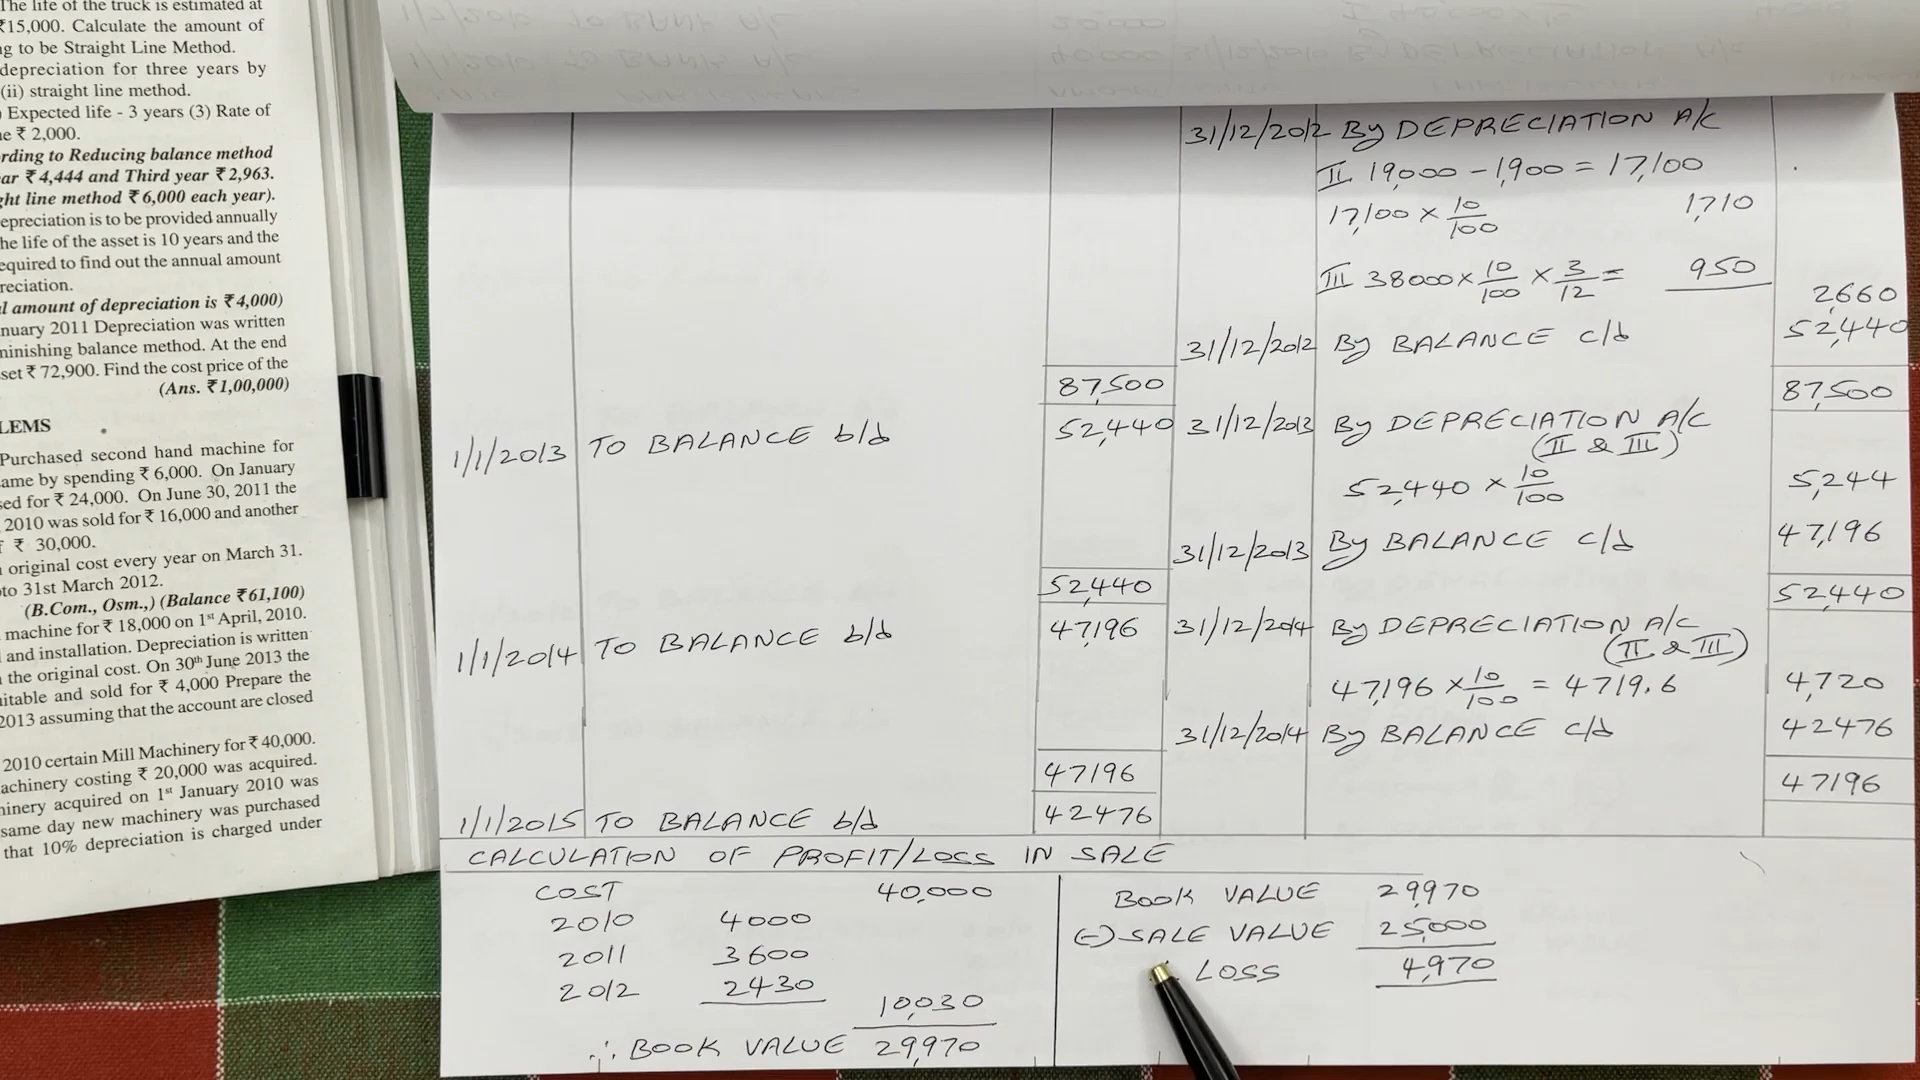 The life of the truck is estimated at
₹15,000. Calculate the amount of
ng to be Straight Line Method.
depreciation for three years by
(ii) straight line method.
Expected life - 3 years (3) Rate of
ue ₹ 2,000.
rding to Reducing balance method
ar ₹ 4,444 and Third year ₹ 2,963.
ght line method ₹ 6,000 each year).
epreciation is to be provided annually
he life of the asset is 10 years and the
equired to find out the annual amount
reciation.
l amount of depreciation is ₹ 4,000)
nuary 2011 Depreciation was written
minishing balance method. At the end
set ₹ 72,900. Find the cost price of the
(Ans. ₹1,00,000)
LEMS
Purchased second hand machine for
ame by spending ₹ 6,000. On January
sed for ₹ 24,000. On June 30, 2011 the
2010 was sold for ₹ 16,000 and another
f ₹ 30,000.
original cost every year on March 31.
pto 31st March 2012.
(B.Com., Osm.,) (Balance ₹61,100)
machine for ₹ 18,000 on 1st April, 2010.
and installation. Depreciation is written
the original cost. On 30th June 2013 the
uitable and sold for ₹ 4,000 Prepare the
2013 assuming that the account are closed
2010 certain Mill Machinery for ₹ 40,000.
achinery costing ₹ 20,000 was acquired.
hinery acquired on 1st January 2010 was
same day new machinery was purchased
that 10% depreciation is charged under
31/12/2012 By DEPRECIATION A/C
II 19,000 - 1,900 = 17,100
17,100 × 10/100 1,710
III 38000 × 10/100 × 3/12 = 950
2,660
31/12/2012 By BALANCE c/d 52,440
87,500 87,500
1/1/2013 TO BALANCE b/d 52,440 31/12/2013 By DEPRECIATION A/C
(II & III)
52,440 × 10/100 5,244
31/12/2013 By BALANCE c/d 47,196
52,440 52,440
1/1/2014 TO BALANCE b/d 47,196 31/12/2014 By DEPRECIATION A/C
(II & III)
47,196 × 10/100 = 4719.6 4,720
31/12/2014 By BALANCE c/d 42476
47196 47196
1/1/2015 TO BALANCE b/d 42476
CALCULATION OF PROFIT/LOSS IN SALE
COST 40,000
2010 4000
2011 3600
2012 2430
10,030
∴ BOOK VALUE 29,970
BOOK VALUE 29,970
(-) SALE VALUE 25,000
LOSS 4,970